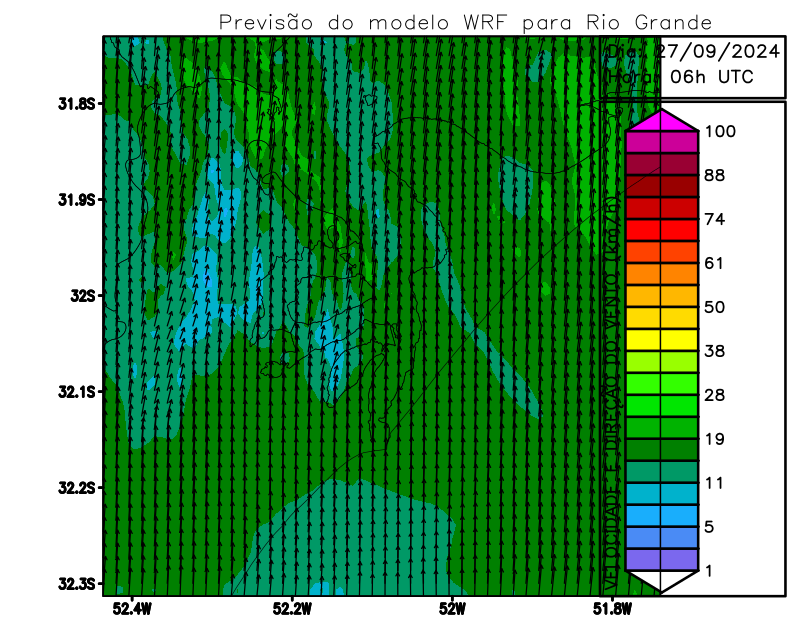 Previsão do modelo WRF para Rio Grande
Dia: 27/09/2024
Hora: 06h UTC
31.8S
31.9S
32S
32.1S
32.2S
32.3S
52.4W
52.2W
52W
51.8W
VELOCIDADE E DIREÇÃO DO VENTO (Km/h)
100
88
74
61
50
38
28
19
11
5
1